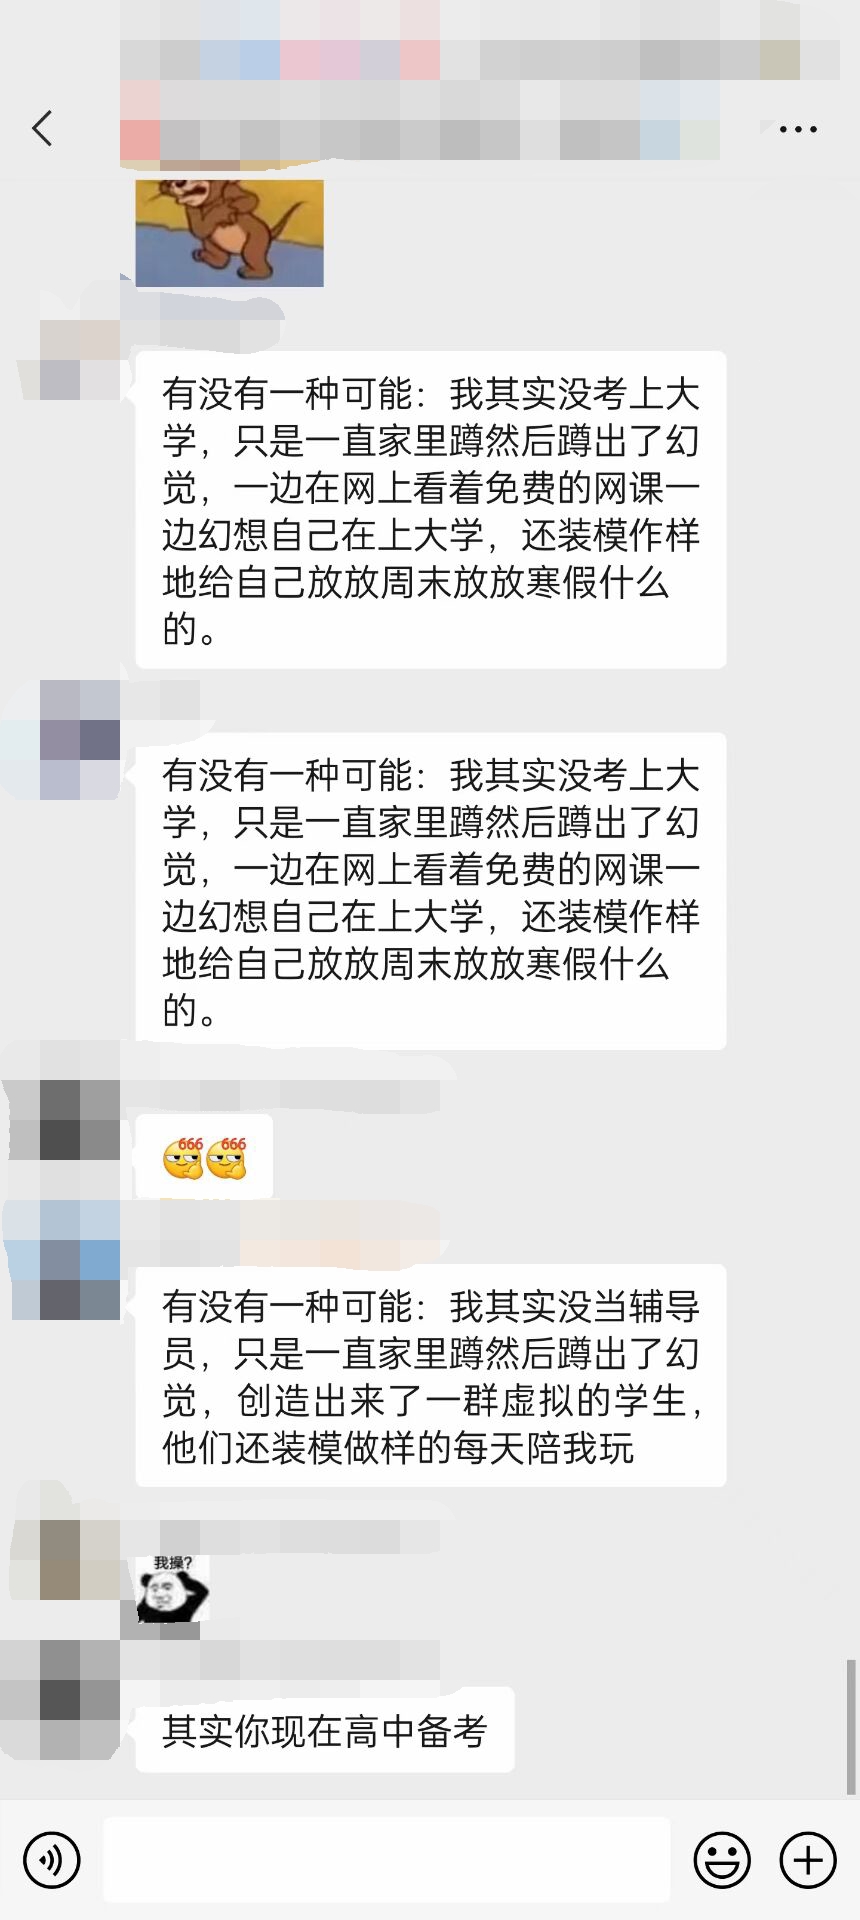 有没有一种可能：我其实没考上大
学，只是一直家里蹲然后蹲出了幻
觉，一边在网上看着免费的网课一
边幻想自己在上大学，还装模作样
地给自己放放周末放放寒假什么
的。
有没有一种可能：我其实没考上大
学，只是一直家里蹲然后蹲出了幻
觉，一边在网上看着免费的网课一
边幻想自己在上大学，还装模作样
地给自己放放周末放放寒假什么
的。
666 666
有没有一种可能：我其实没当辅导
员，只是一直家里蹲然后蹲出了幻
觉，创造出来了一群虚拟的学生，
他们还装模做样的每天陪我玩
我操？
其实你现在高中备考